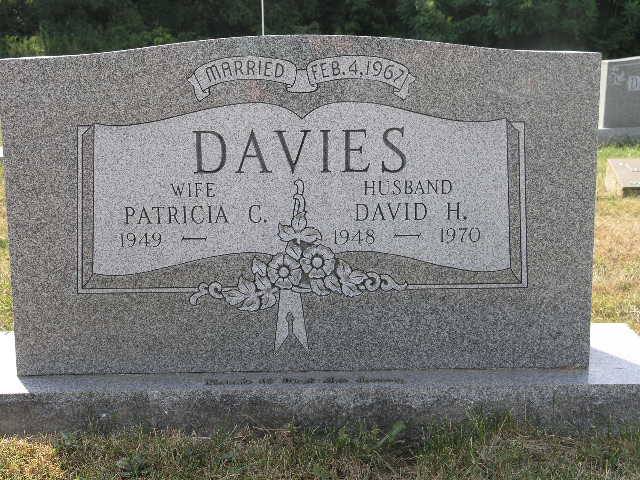 MARRIED FEB. 4, 1967
DAVIES
WIFE HUSBAND
PATRICIA C. DAVID H.
1949 — 1948 — 1970